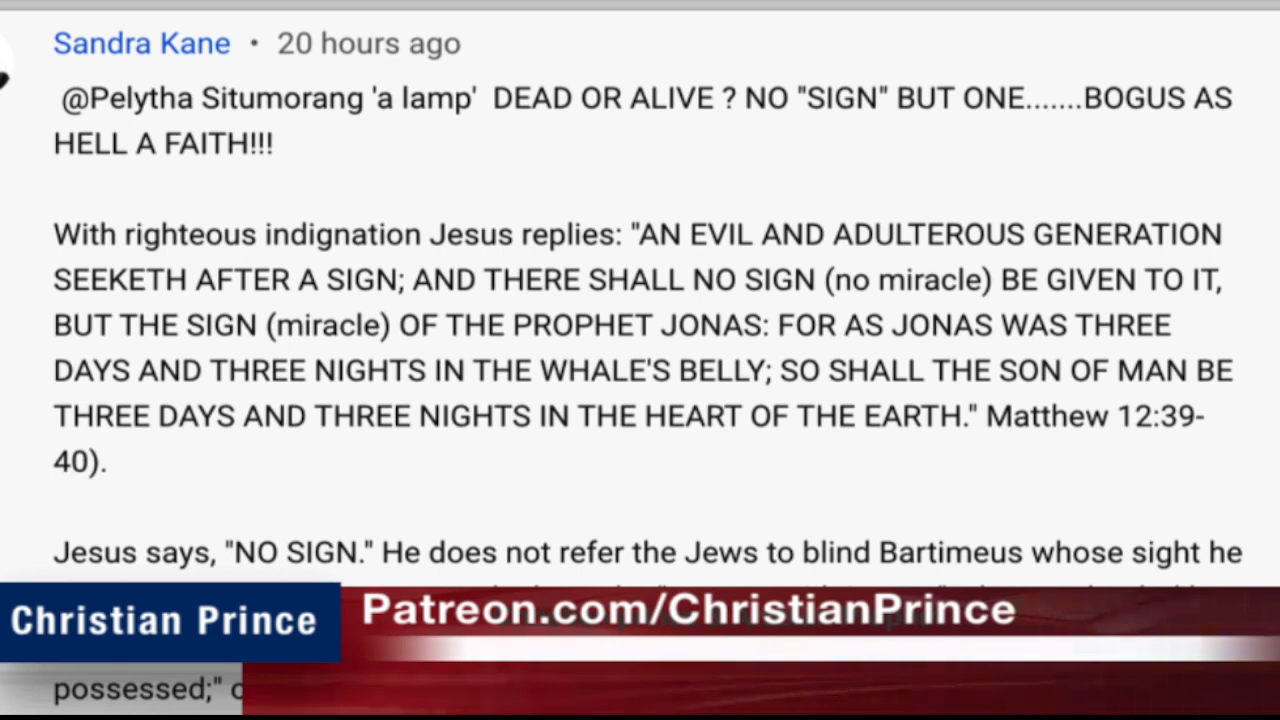 Sandra Kane • 20 hours ago
@Pelytha Situmorang 'a lamp' DEAD OR ALIVE ? NO "SIGN" BUT ONE.......BOGUS AS
HELL A FAITH!!!
With righteous indignation Jesus replies: "AN EVIL AND ADULTEROUS GENERATION
SEEKETH AFTER A SIGN; AND THERE SHALL NO SIGN (no miracle) BE GIVEN TO IT,
BUT THE SIGN (miracle) OF THE PROPHET JONAS: FOR AS JONAS WAS THREE
DAYS AND THREE NIGHTS IN THE WHALE'S BELLY; SO SHALL THE SON OF MAN BE
THREE DAYS AND THREE NIGHTS IN THE HEART OF THE EARTH." Matthew 12:39-
40).
Jesus says, "NO SIGN." He does not refer the Jews to blind Bartimeus whose sight he
Christian Prince
Patreon.com/ChristianPrince
possessed;"